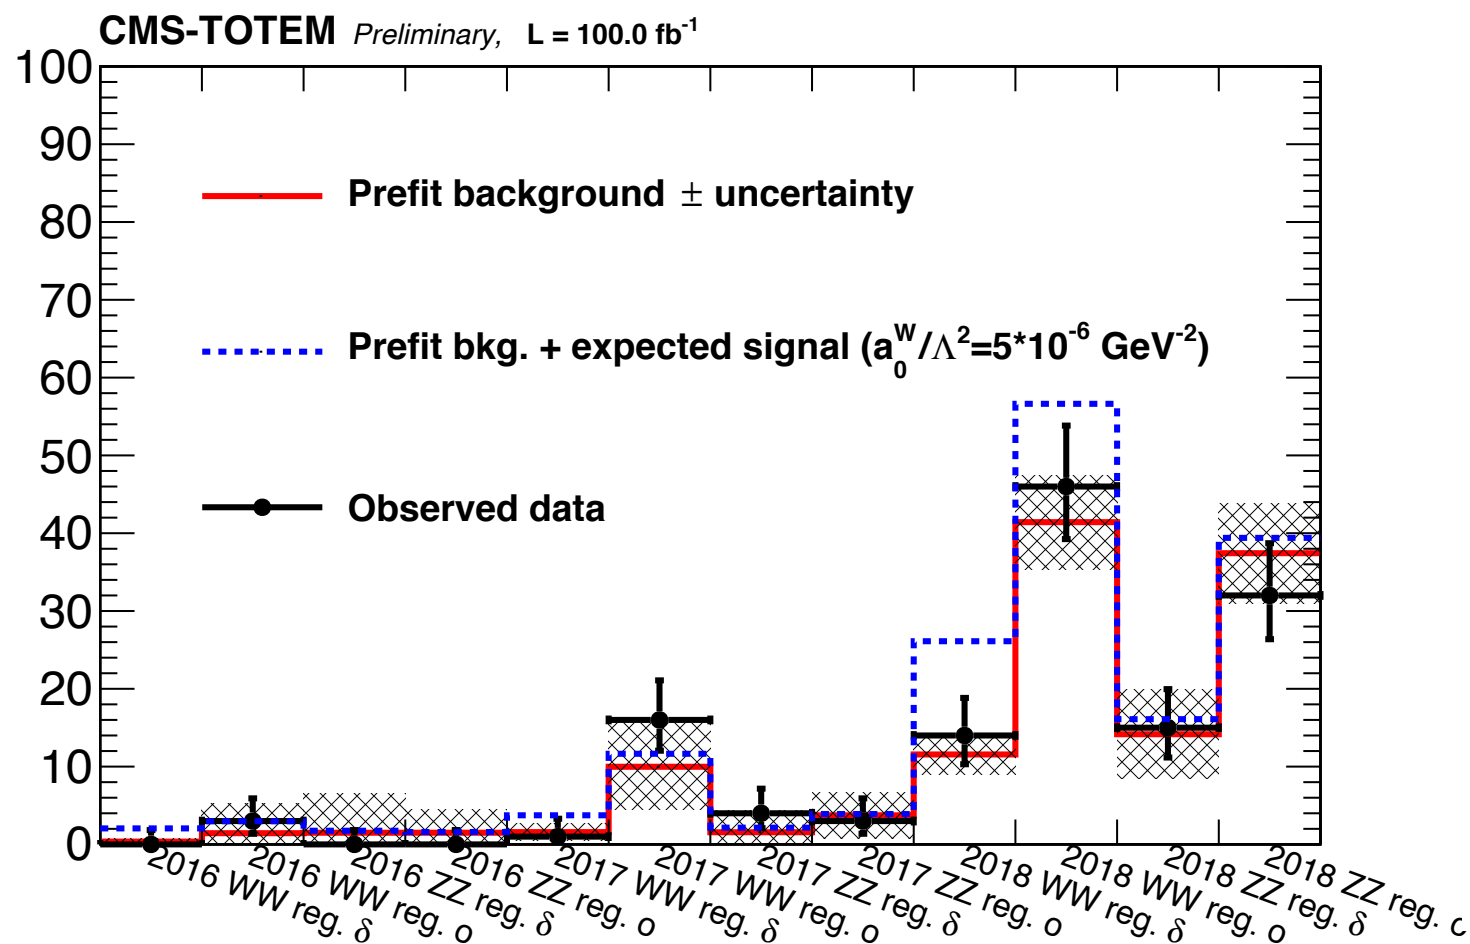 CMS-TOTEM Preliminary, L = 100.0 fb⁻¹
100
90
80
70
60
50
40
30
20
10
0
Prefit background ± uncertainty
Prefit bkg. + expected signal (a₀ᵂ/Λ²=5*10⁻⁶ GeV⁻²)
Observed data
2016 WW reg. δ
2016 WW reg. o
2016 ZZ reg. δ
2016 ZZ reg. o
2017 WW reg. δ
2017 WW reg. o
2017 ZZ reg. δ
2017 ZZ reg. o
2018 WW reg. δ
2018 WW reg. o
2018 ZZ reg. δ
2018 ZZ reg.